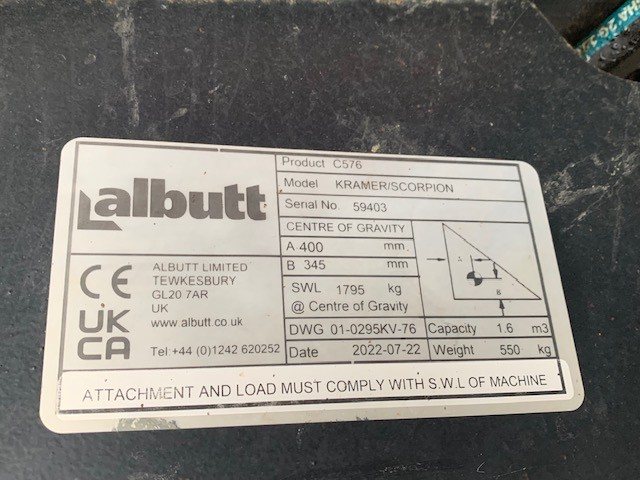 albutt
Product C576
Model KRAMER/SCORPION
Serial No. 59403
CENTRE OF GRAVITY
A 400 mm
B 345 mm
SWL 1795 kg
@ Centre of Gravity
DWG 01-0295KV-76
Capacity 1.6 m3
Date 2022-07-22
Weight 550 kg
A
B
CE
UK
CA
ALBUTT LIMITED
TEWKESBURY
GL20 7AR
UK
www.albutt.co.uk
Tel:+44 (0)1242 620252
ATTACHMENT AND LOAD MUST COMPLY WITH S.W.L OF MACHINE